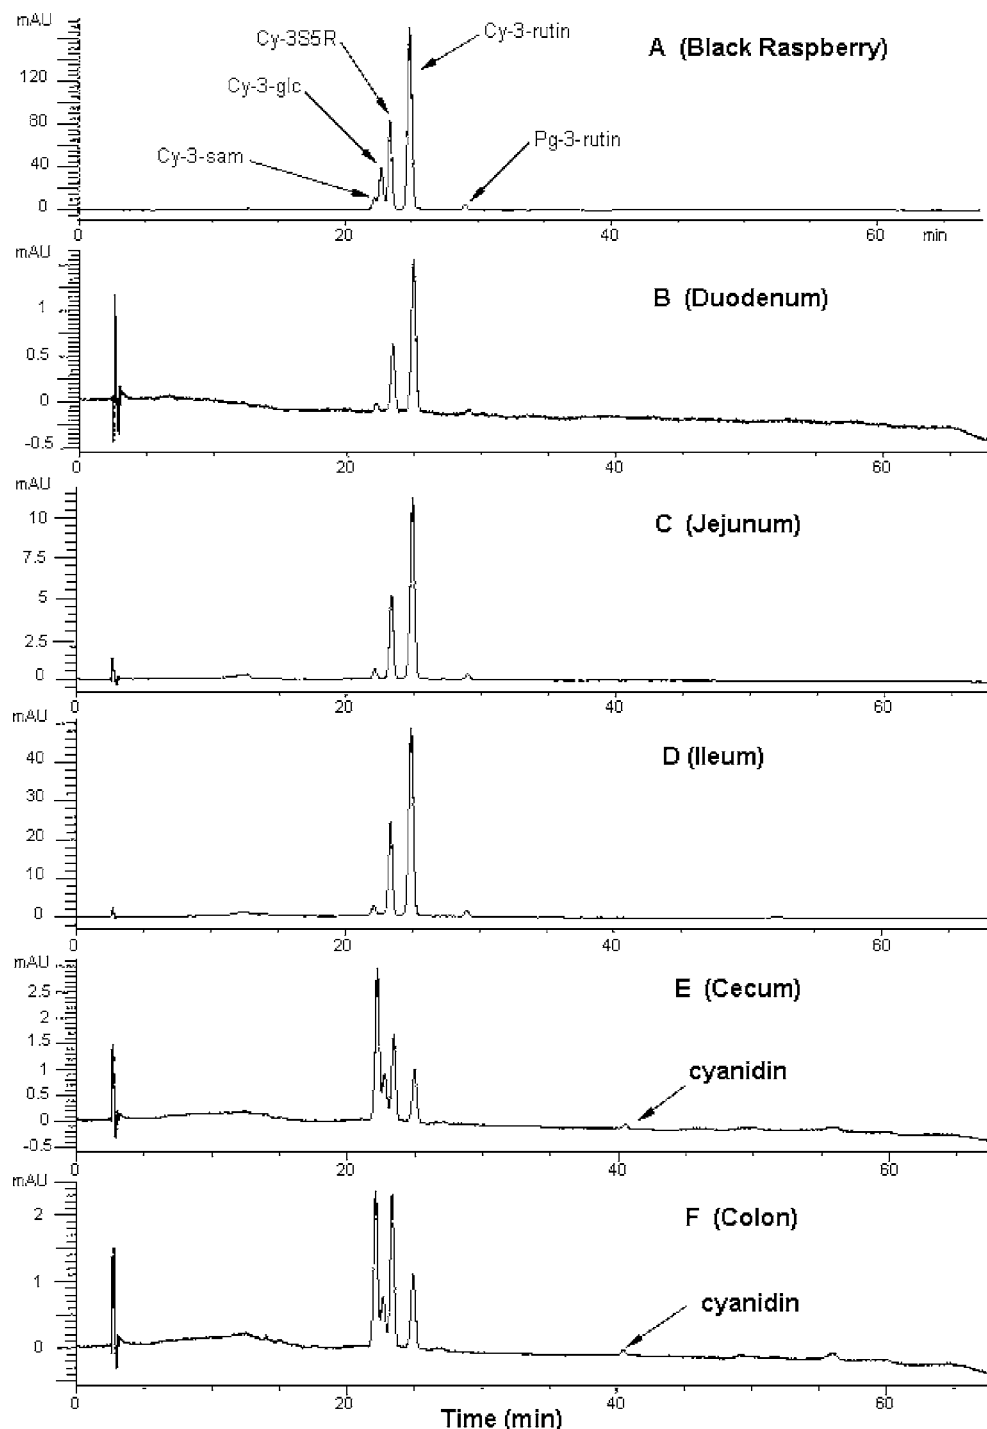 mAU
Cy-3S5R
Cy-3-rutin
A (Black Raspberry)
Cy-3-glc
120
80
Pg-3-rutin
Cy-3-sam
40
0
0 20 40 60 min
mAU
B (Duodenum)
1
0.5
0
-0.5
0 20 40 60
mAU
C (Jejunum)
10
7.5
5
2.5
0
0 20 40 60
mAU
D (Ileum)
40
30
20
10
0
0 20 40 60
mAU
E (Cecum)
2.5
2
1.5
cyanidin
1
0.5
0
-0.5
0 20 40 60
mAU
F (Colon)
2
cyanidin
1
0
0 20 40 60
Time (min)